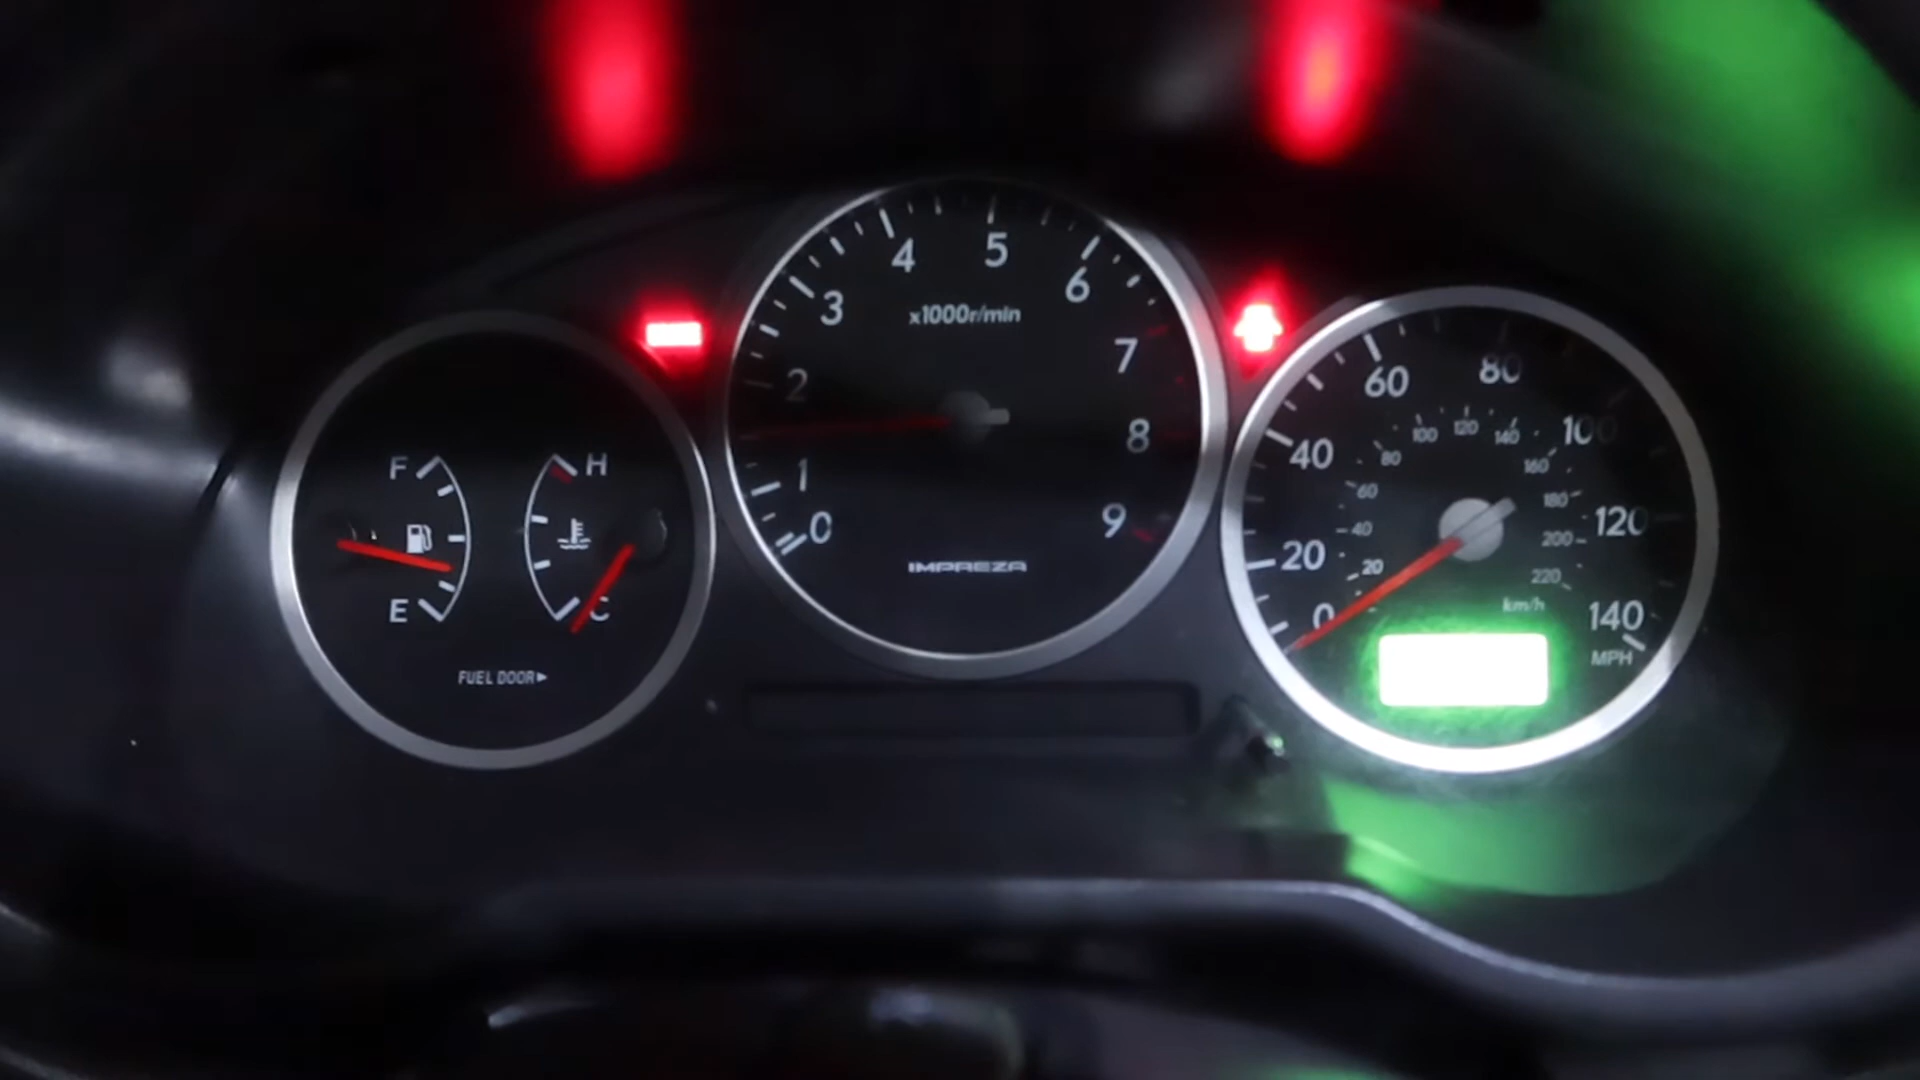 4 5 6
3 x1000r/min
2 7
1 8
0 9
IMPREZA
F H
E C
FUEL DOOR▶
60 80
40 100
20 120
0 140
100 120 140
80 160
60 180
40 200
20 220
km/h
MPH